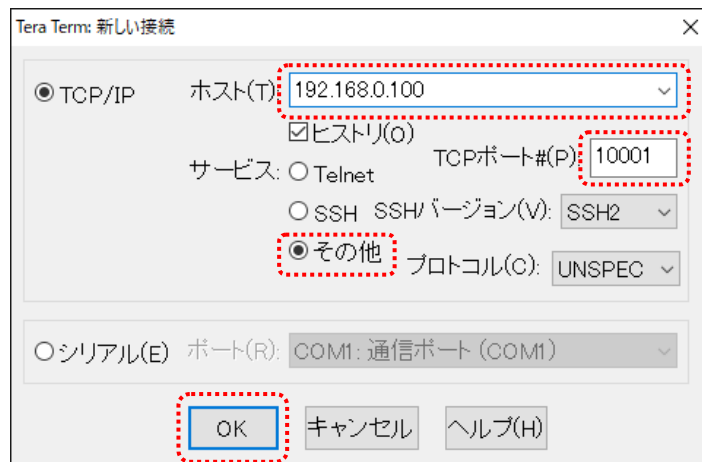 Tera Term: 新しい接続
TCP/IP
ホスト(T): 192.168.0.100
ヒストリ(O)
サービス: Telnet
TCPポート#(P): 10001
SSH SSHバージョン(V): SSH2
その他 プロトコル(C): UNSPEC
シリアル(E) ポート(R): COM1: 通信ポート (COM1)
OK キャンセル ヘルプ(H)